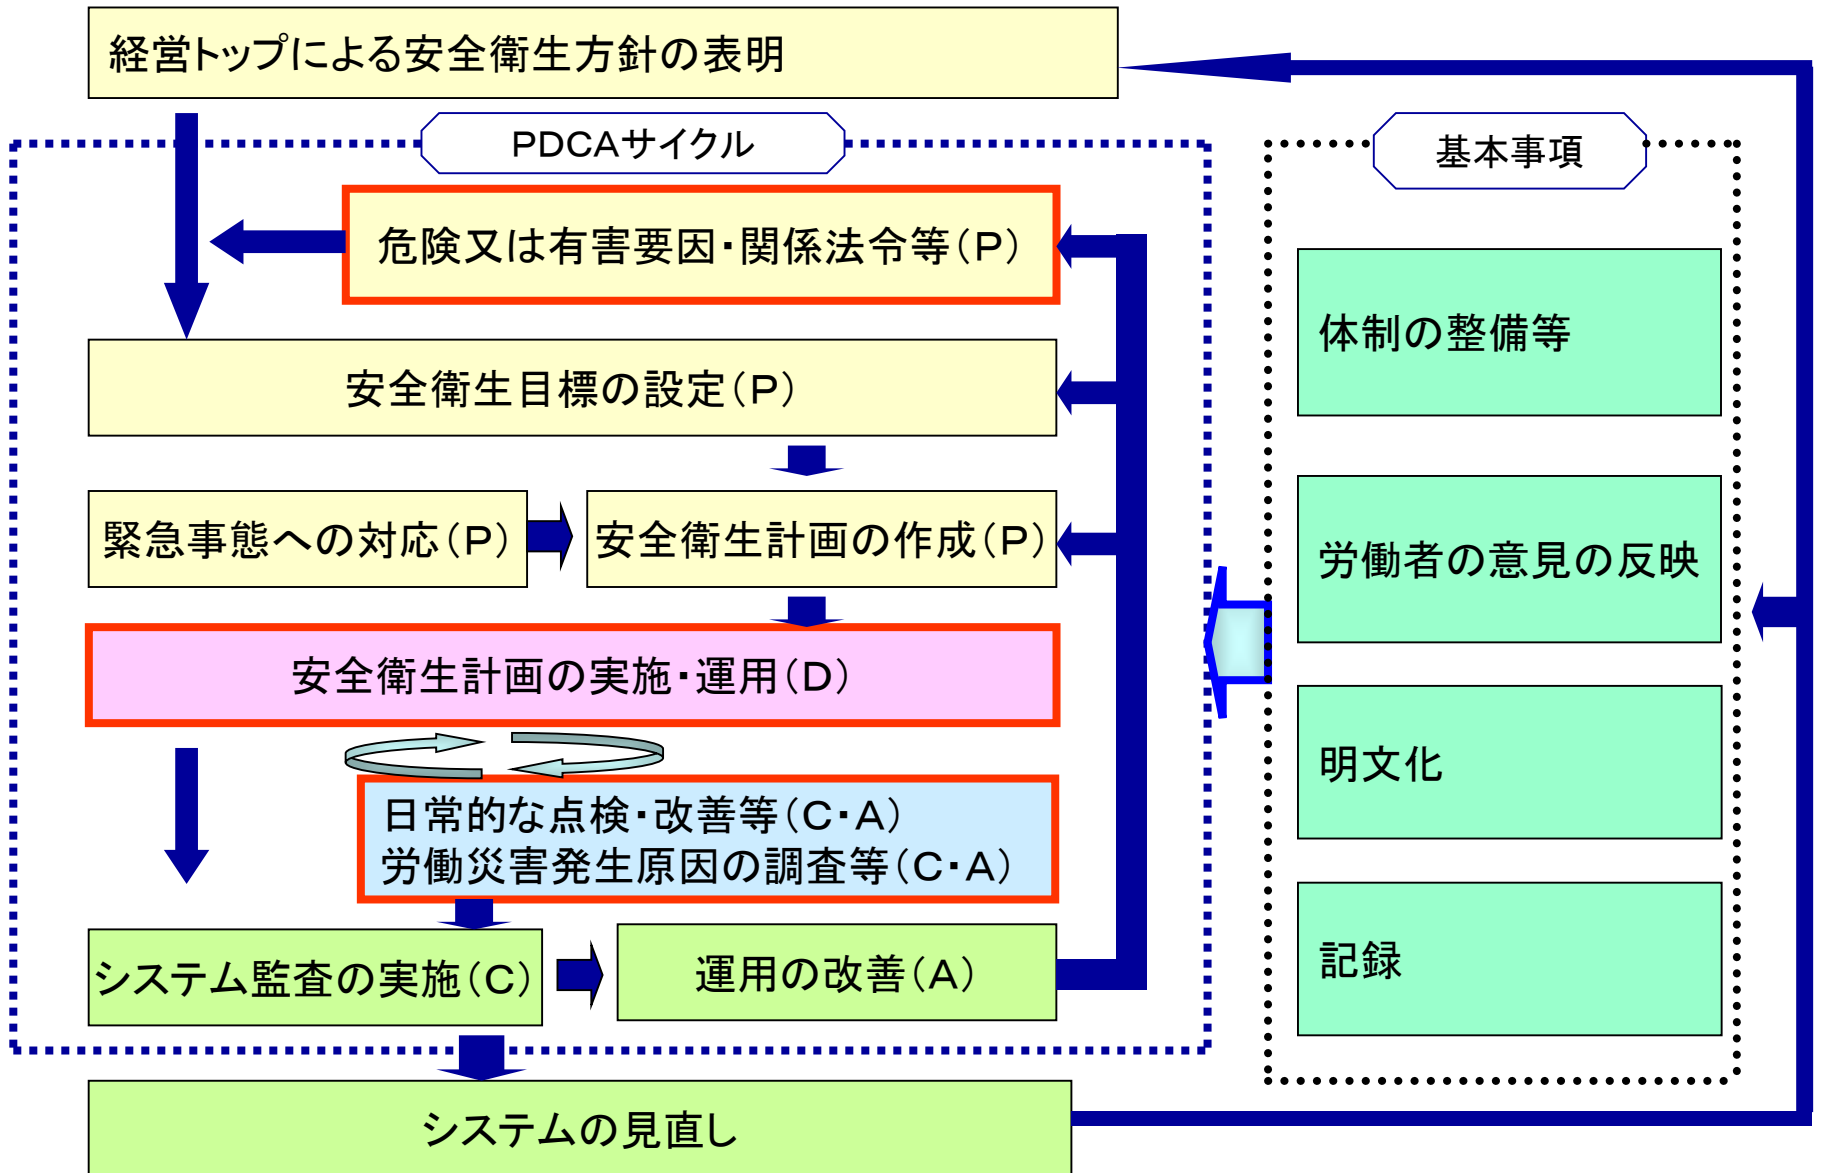 経営トップによる安全衛生方針の表明
PDCAサイクル
基本事項
危険又は有害要因・関係法令等(P)
安全衛生目標の設定(P)
緊急事態への対応(P)
安全衛生計画の作成(P)
安全衛生計画の実施・運用(D)
日常的な点検・改善等(C・A)
労働災害発生原因の調査等(C・A)
システム監査の実施(C)
運用の改善(A)
システムの見直し
体制の整備等
労働者の意見の反映
明文化
記録